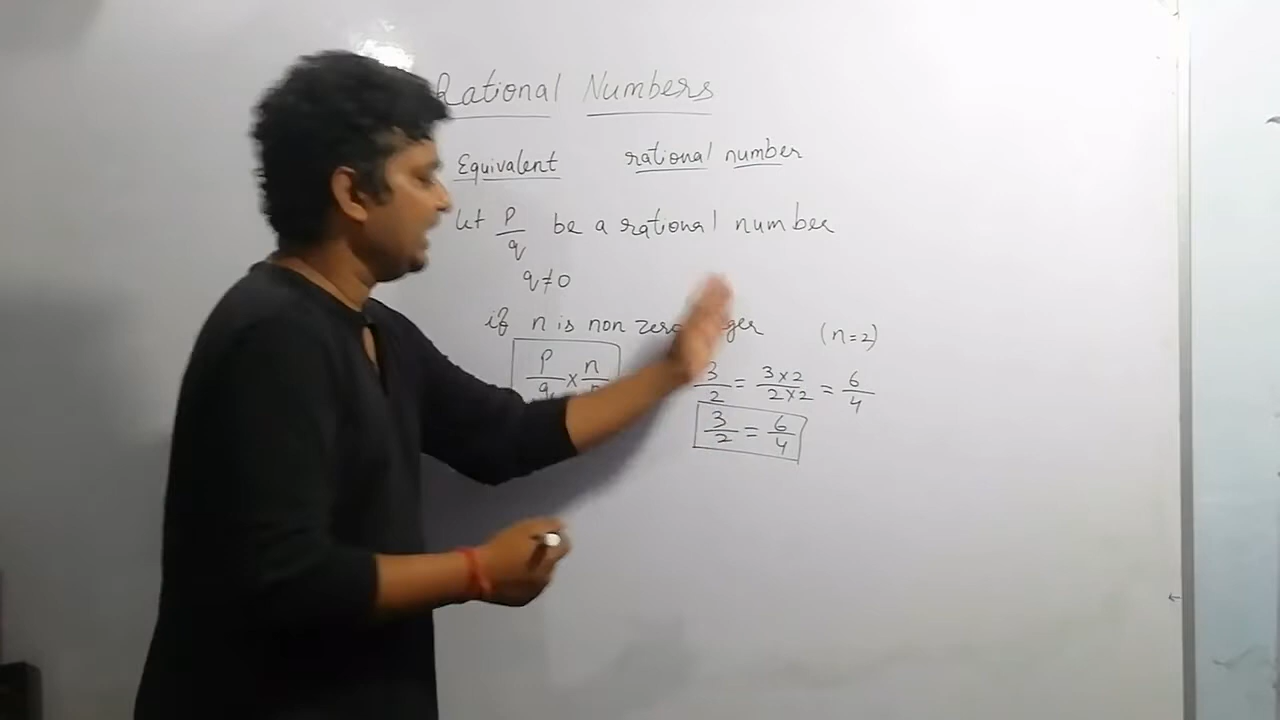 Rational Numbers
Equivalent rational number
let p/q be a rational number
q≠0
if n is non zero (n=2)
p/q × n/ 3/2 = 3×2/2×2 = 6/4
3/2 = 6/4